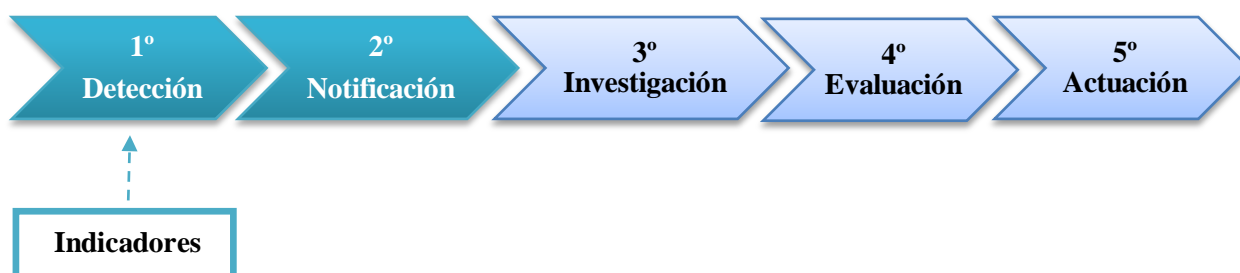 1º
Detección
2º
Notificación
3º
Investigación
4º
Evaluación
5º
Actuación
Indicadores